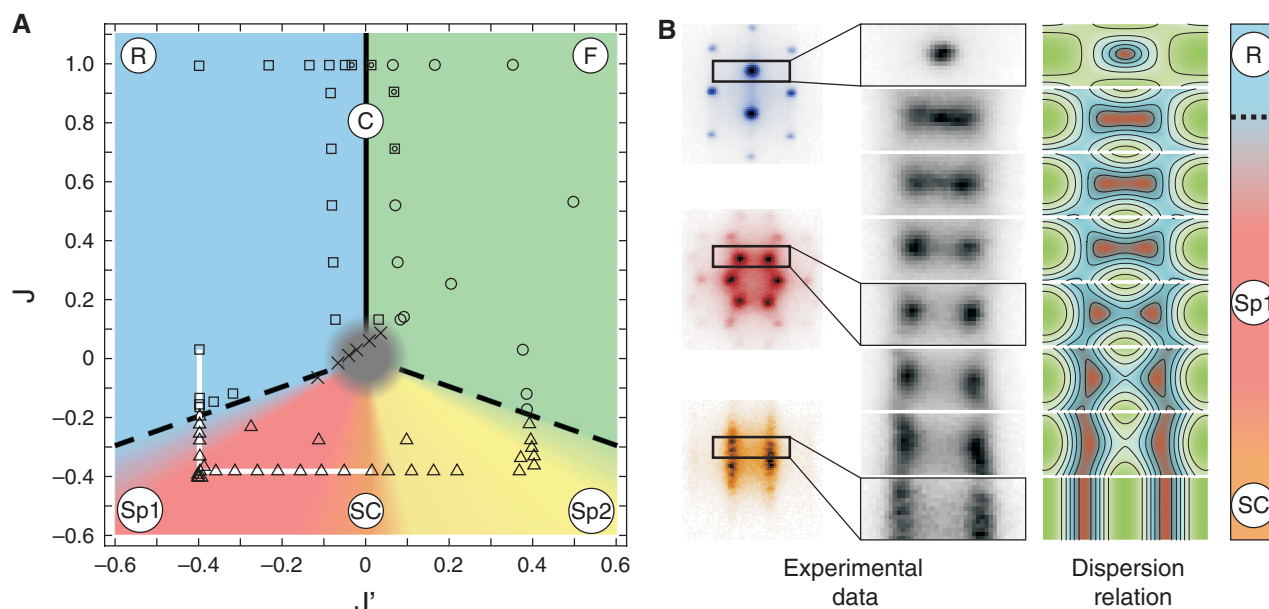 A
R
F
C
1.0
0.8
0.6
0.4
0.2
0
−0.2
−0.4
−0.6
J
Sp1
SC
Sp2
−0.6
−0.4
−0.2
0
0.2
0.4
0.6
J'
B
R
Sp1
SC
Experimental
data
Dispersion
relation